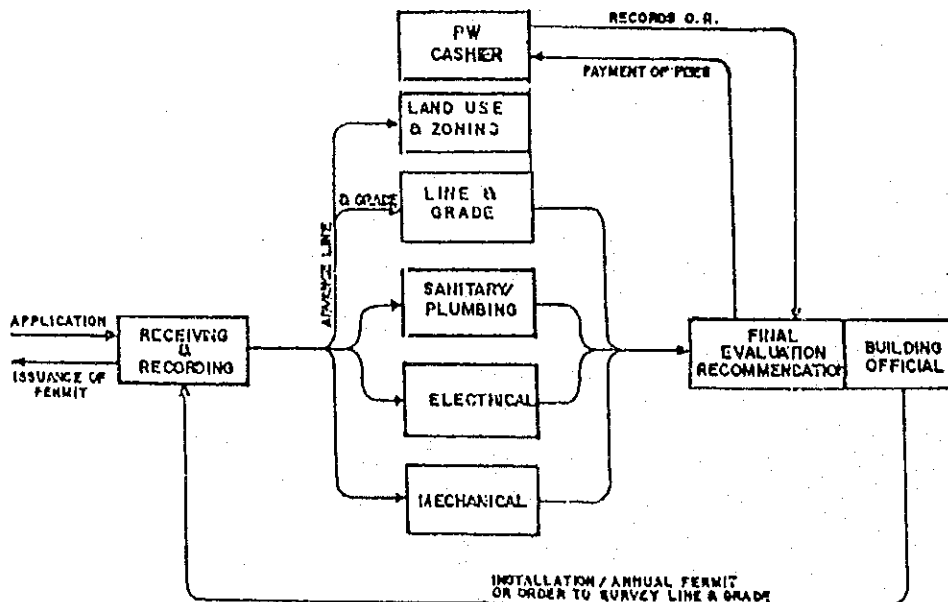 RECORDS O.R.
PW
CASHIER
PAYMENT OF FEES
LAND USE
& ZONING
ADVERSE LINE
& GRADE
LINE &
GRADE
SANITARY/
PLUMBING
APPLICATION
RECEIVING
&
RECORDING
ISSUANCE OF
PERMIT
FINAL
EVALUATION
RECOMMENDATION
BUILDING
OFFICIAL
ELECTRICAL
MECHANICAL
INSTALLATION / ANNUAL PERMIT
OR ORDER TO SURVEY LINE & GRADE